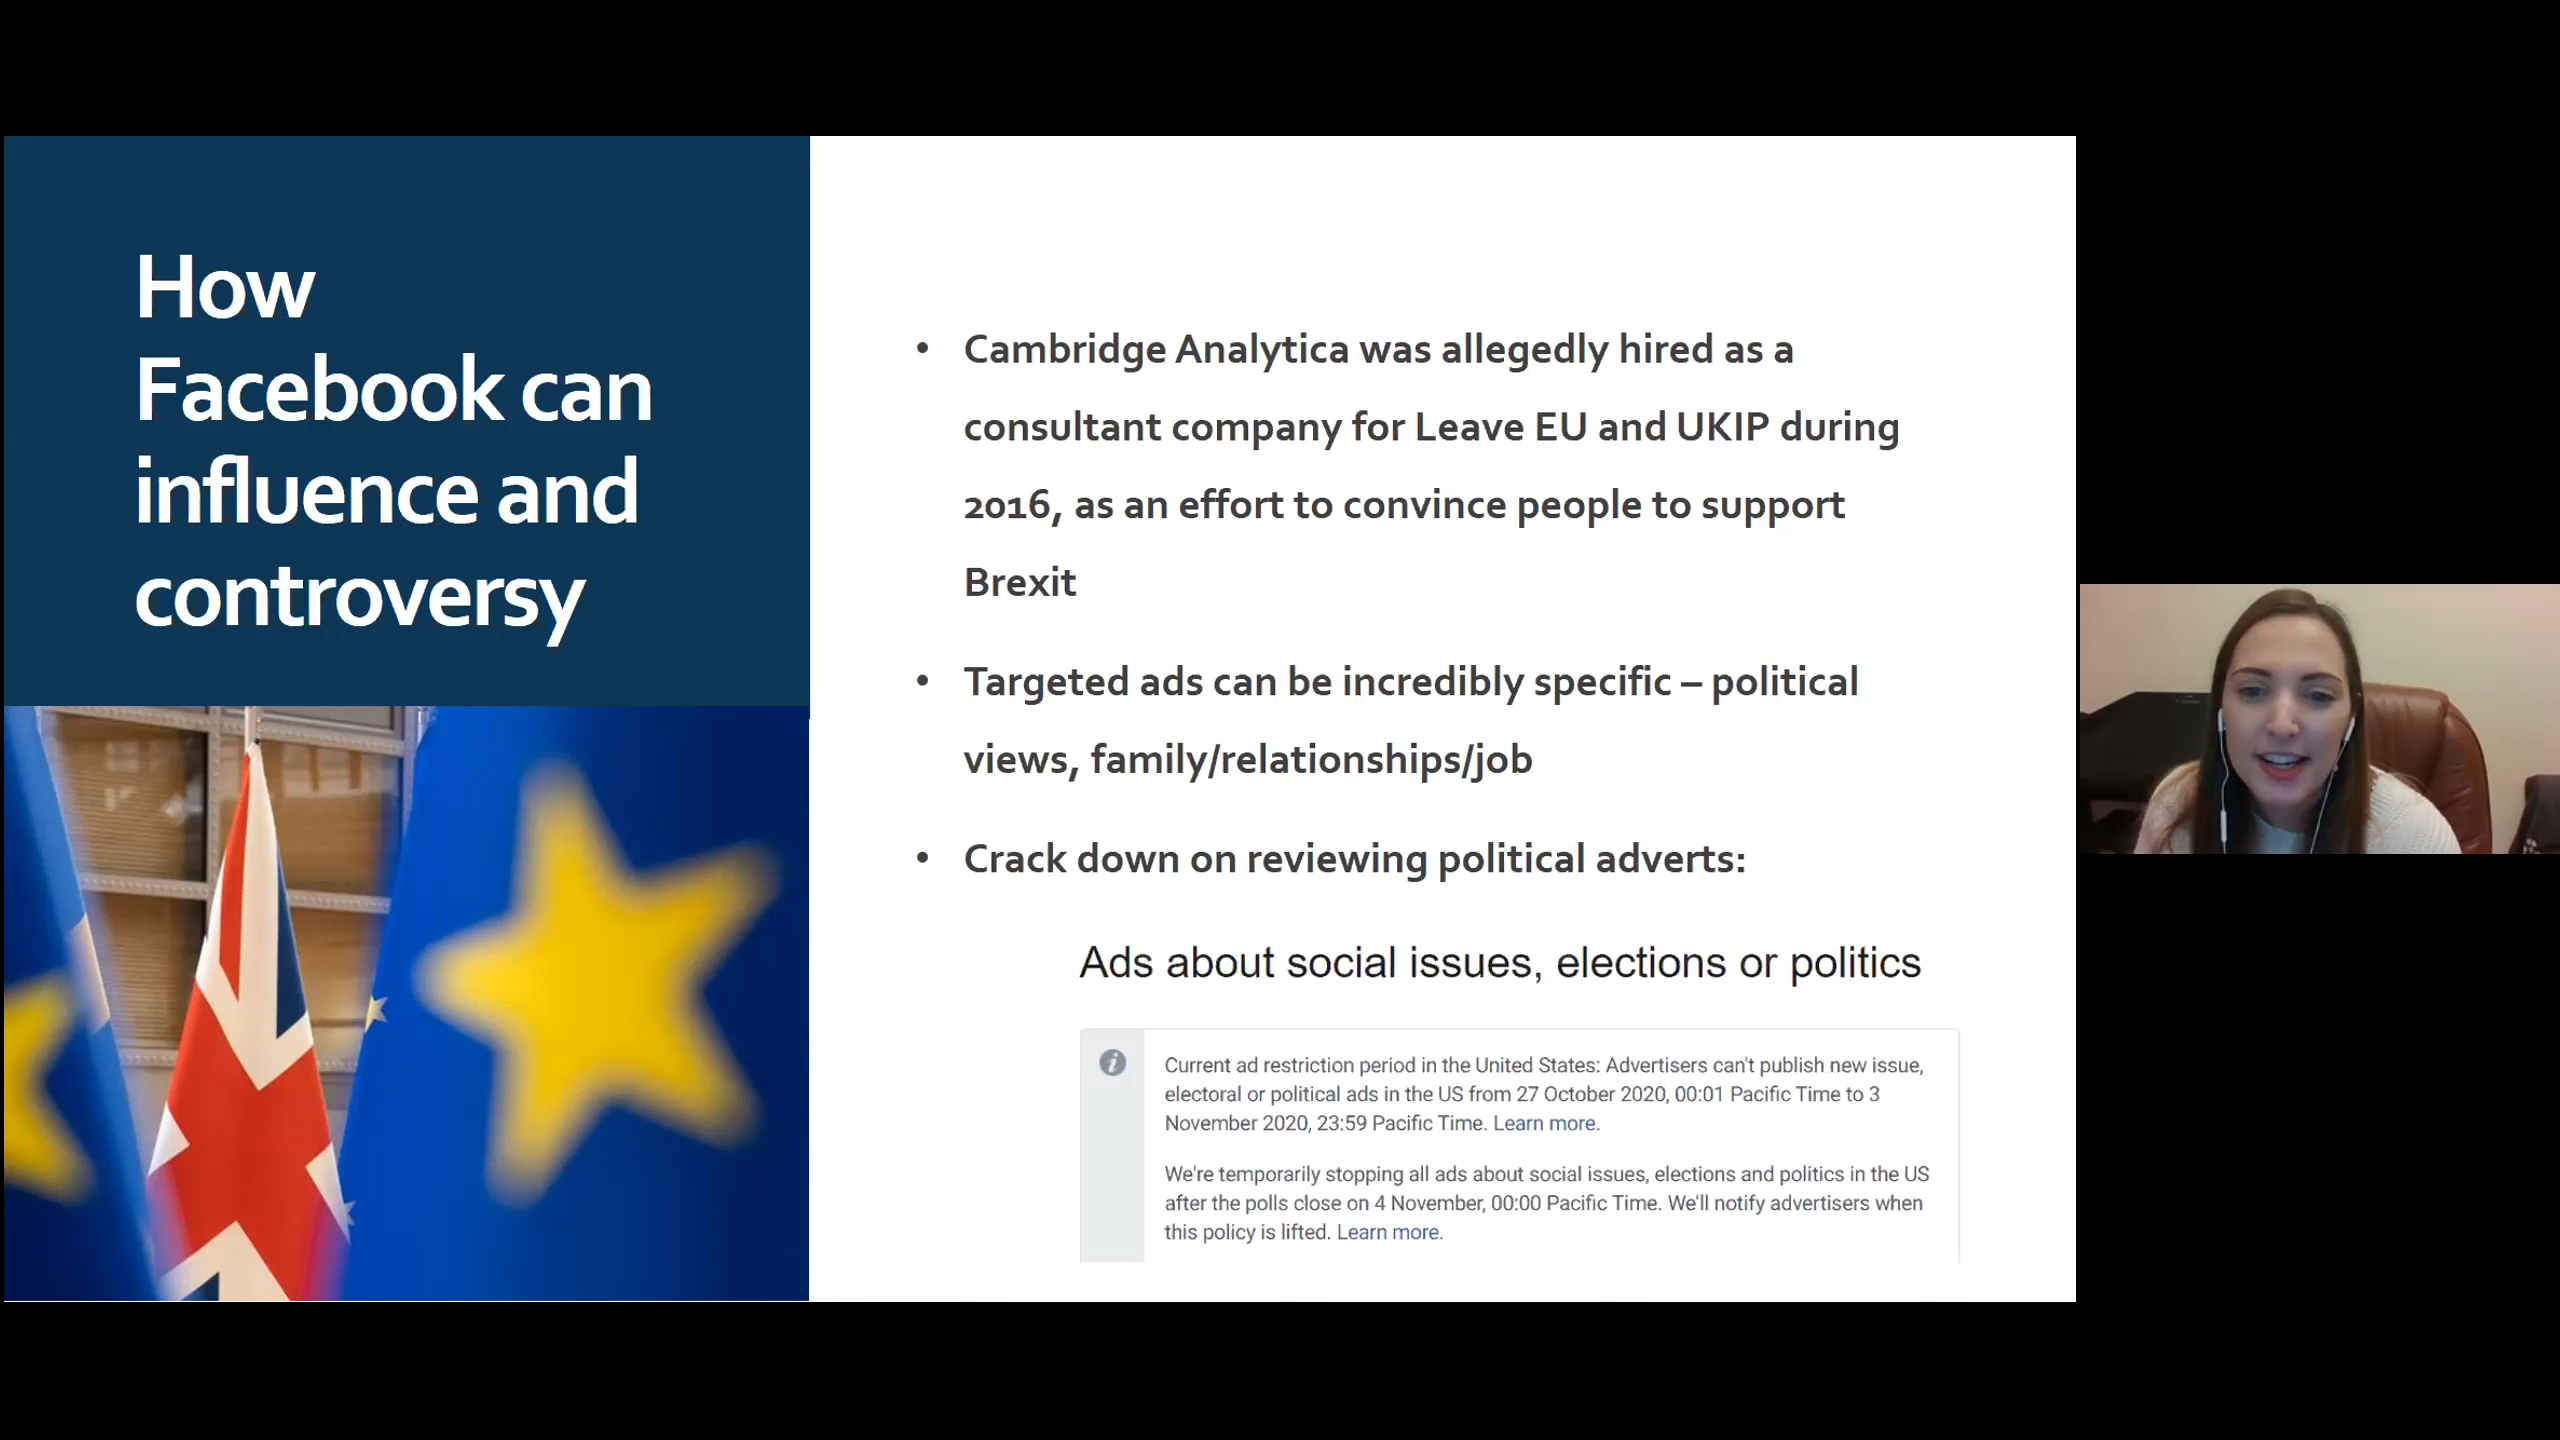 How
Facebook can
influence and
controversy
• Cambridge Analytica was allegedly hired as a
consultant company for Leave EU and UKIP during
2016, as an effort to convince people to support
Brexit
• Targeted ads can be incredibly specific – political
views, family/relationships/job
• Crack down on reviewing political adverts:
Ads about social issues, elections or politics
Current ad restriction period in the United States: Advertisers can't publish new issue,
electoral or political ads in the US from 27 October 2020, 00:01 Pacific Time to 3
November 2020, 23:59 Pacific Time. Learn more.
We're temporarily stopping all ads about social issues, elections and politics in the US
after the polls close on 4 November, 00:00 Pacific Time. We'll notify advertisers when
this policy is lifted. Learn more.